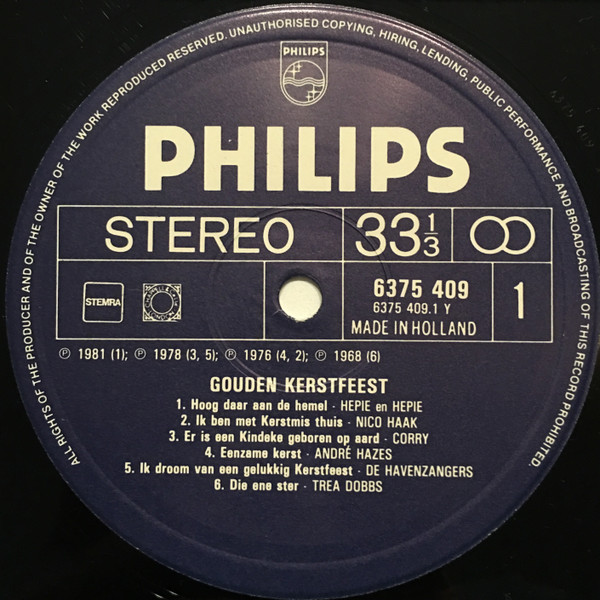 ALL RIGHTS OF THE PRODUCER AND OF THE OWNER OF THE WORK REPRODUCED RESERVED. UNAUTHORISED COPYING, HIRING, LENDING, PUBLIC PERFORMANCE AND BROADCASTING OF THIS RECORD PROHIBITED.
PHILIPS
PHILIPS
STEREO 33 1/3
STEMRA
6375 409
6375 409.1 Y
MADE IN HOLLAND
1
℗ 1981 (1); ℗ 1978 (3, 5); ℗ 1976 (4, 2); ℗ 1968 (6)
GOUDEN KERSTFEEST
1. Hoog daar aan de hemel - HEPIE en HEPIE
2. Ik ben met Kerstmis thuis - NICO HAAK
3. Er is een Kindeke geboren op aard - CORRY
4. Eenzame kerst - ANDRÉ HAZES
5. Ik droom van een gelukkig Kerstfeest - DE HAVENZANGERS
6. Die ene ster - TREA DOBBS